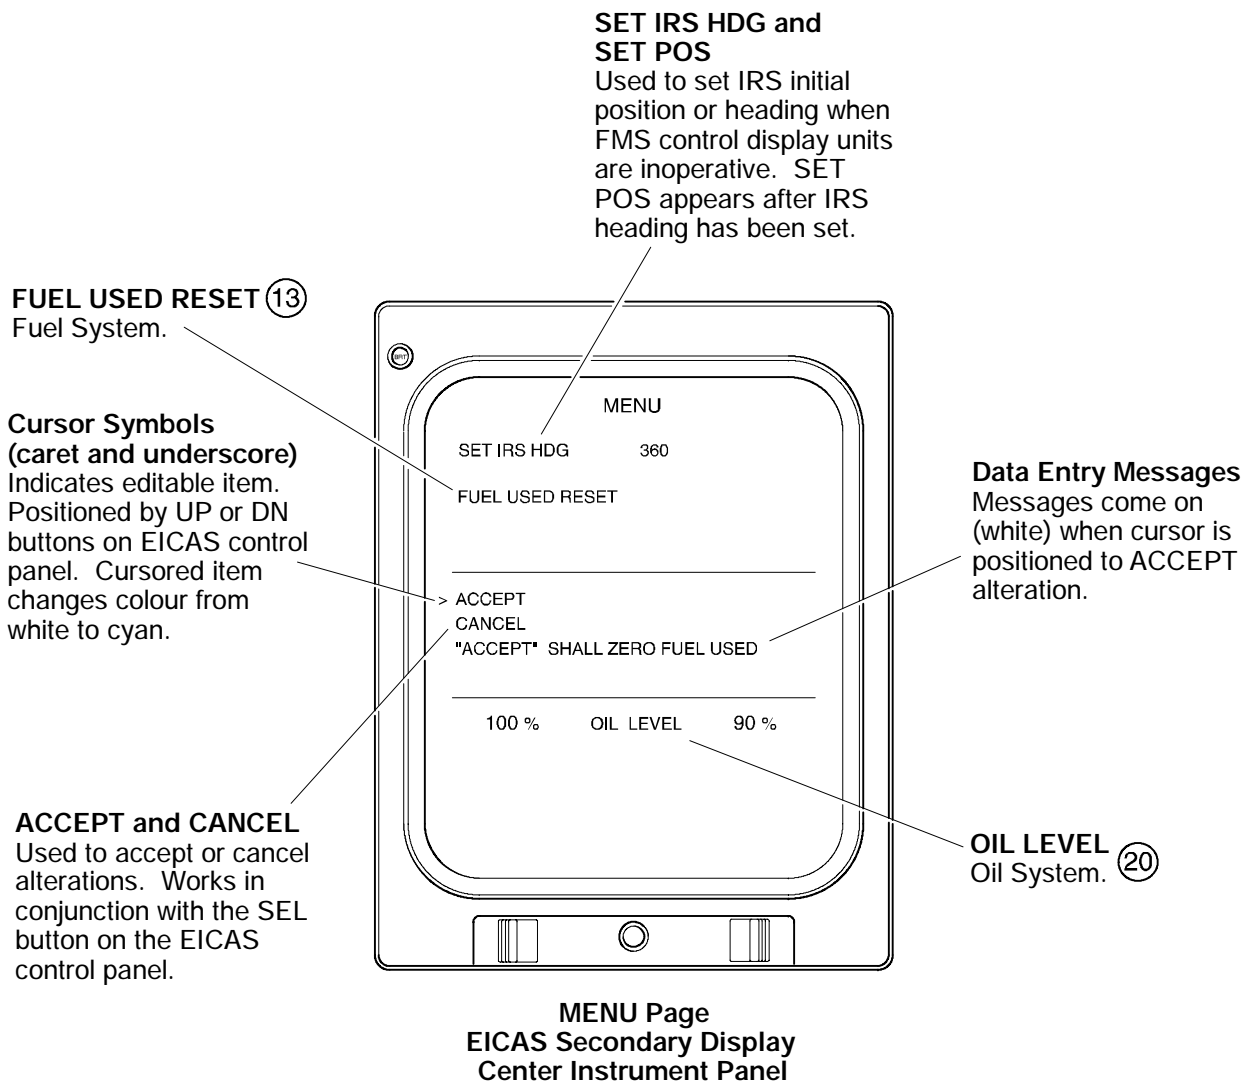 SET IRS HDG and
SET POS
Used to set IRS initial
position or heading when
FMS control display units
are inoperative. SET
POS appears after IRS
heading has been set.
FUEL USED RESET 13
Fuel System.
Cursor Symbols
(caret and underscore)
Indicates editable item.
Positioned by UP or DN
buttons on EICAS control
panel. Cursored item
changes colour from
white to cyan.
ACCEPT and CANCEL
Used to accept or cancel
alterations. Works in
conjunction with the SEL
button on the EICAS
control panel.
BRT
MENU
SET IRS HDG 360
FUEL USED RESET
> ACCEPT
CANCEL
"ACCEPT" SHALL ZERO FUEL USED
100 % OIL LEVEL 90 %
Data Entry Messages
Messages come on
(white) when cursor is
positioned to ACCEPT
alteration.
OIL LEVEL 20
Oil System.
MENU Page
EICAS Secondary Display
Center Instrument Panel